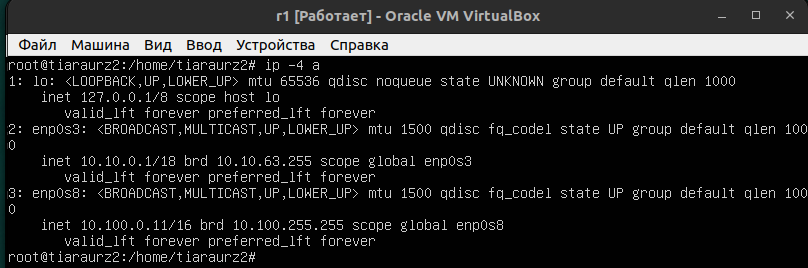 r1 [Работает] - Oracle VM VirtualBox
Файл Машина Вид Ввод Устройства Справка
root@tiaraurz2:/home/tiaraurz2# ip -4 a
1: lo: <LOOPBACK,UP,LOWER_UP> mtu 65536 qdisc noqueue state UNKNOWN group default qlen 1000
    inet 127.0.0.1/8 scope host lo
       valid_lft forever preferred_lft forever
2: enp0s3: <BROADCAST,MULTICAST,UP,LOWER_UP> mtu 1500 qdisc fq_codel state UP group default qlen 100
0
    inet 10.10.0.1/18 brd 10.10.63.255 scope global enp0s3
       valid_lft forever preferred_lft forever
3: enp0s8: <BROADCAST,MULTICAST,UP,LOWER_UP> mtu 1500 qdisc fq_codel state UP group default qlen 100
0
    inet 10.100.0.11/16 brd 10.100.255.255 scope global enp0s8
       valid_lft forever preferred_lft forever
root@tiaraurz2:/home/tiaraurz2#